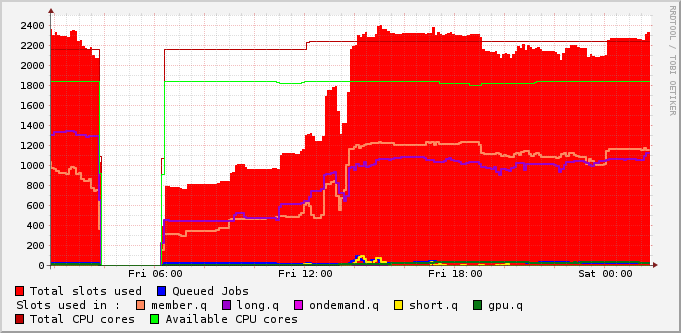 RRDTOOL / TOBI OETIKER
2400
2200
2000
1800
1600
1400
1200
1000
800
600
400
200
0
Fri 06:00 Fri 12:00 Fri 18:00 Sat 00:00
Total slots used Queued Jobs
Slots used in : member.q long.q ondemand.q short.q gpu.q
Total CPU cores Available CPU cores